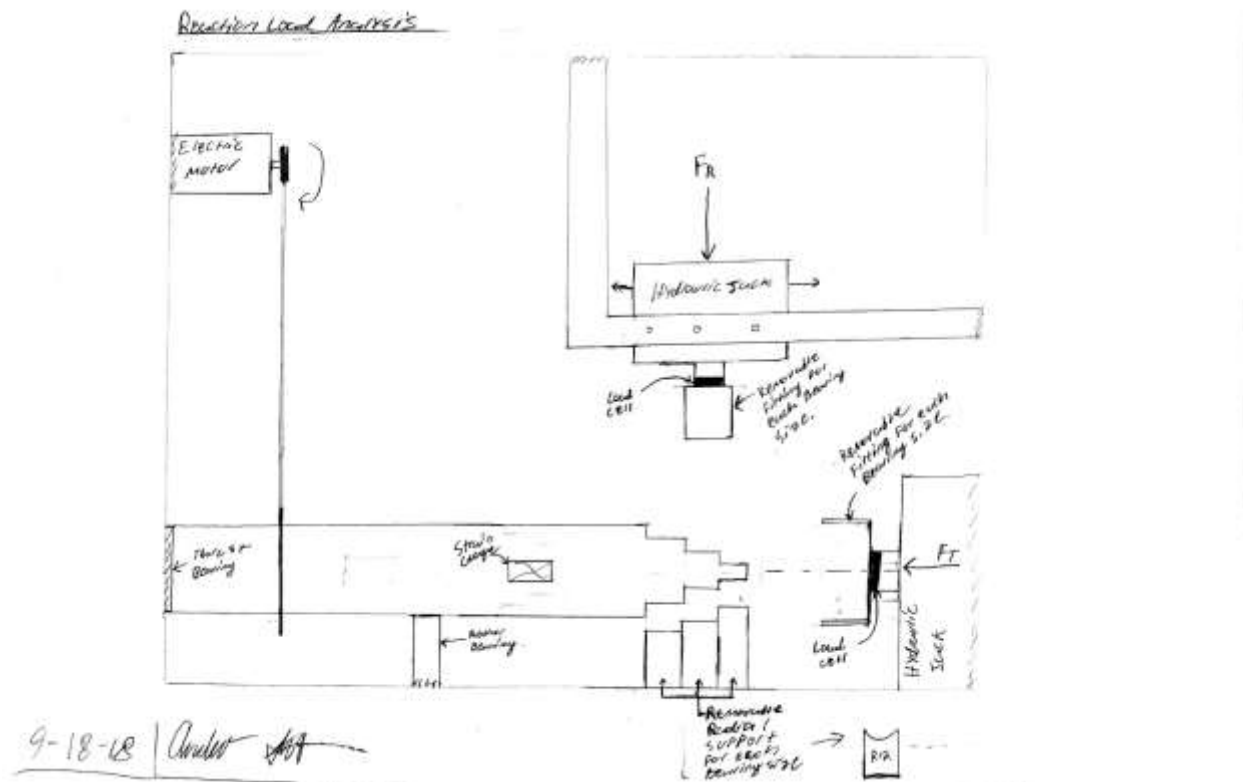 Reaction Load Analysis
Electric
Motor
FR
Hydraulic Jack
Load
cell
Removable
Fitting for
each Bearing
Size.
Removable
Fitting for each
Bearing size
Thrust
Bearing
Strain
Gauge
Bearing
FT
Hydraulic
Jack
Load
cell
Removable
Radial
support
for each
Bearing size
9-18-18